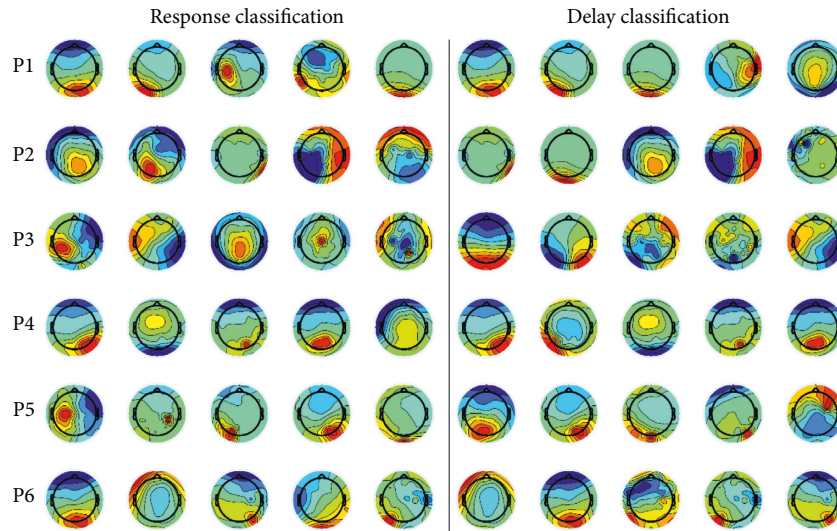 Response classification
Delay classification
P1
P2
P3
P4
P5
P6